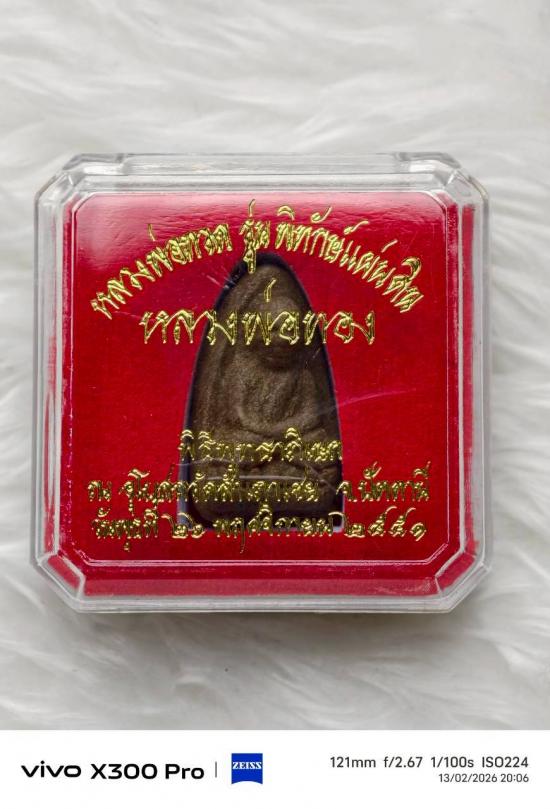 หลวงพ่อทวด รุ่น พิทักษ์แผ่นดิน
หลวงพ่อทอง
พิธีพุทธาภิเษก
ณ อุโบสถวัดสำเภาเชย จ.ปัตตานี
วันพุธที่ ๒๖ พฤศจิกายน ๒๕๕๑
vivo X300 Pro
ZEISS
121mm f/2.67 1/100s ISO224
13/02/2026 20:06